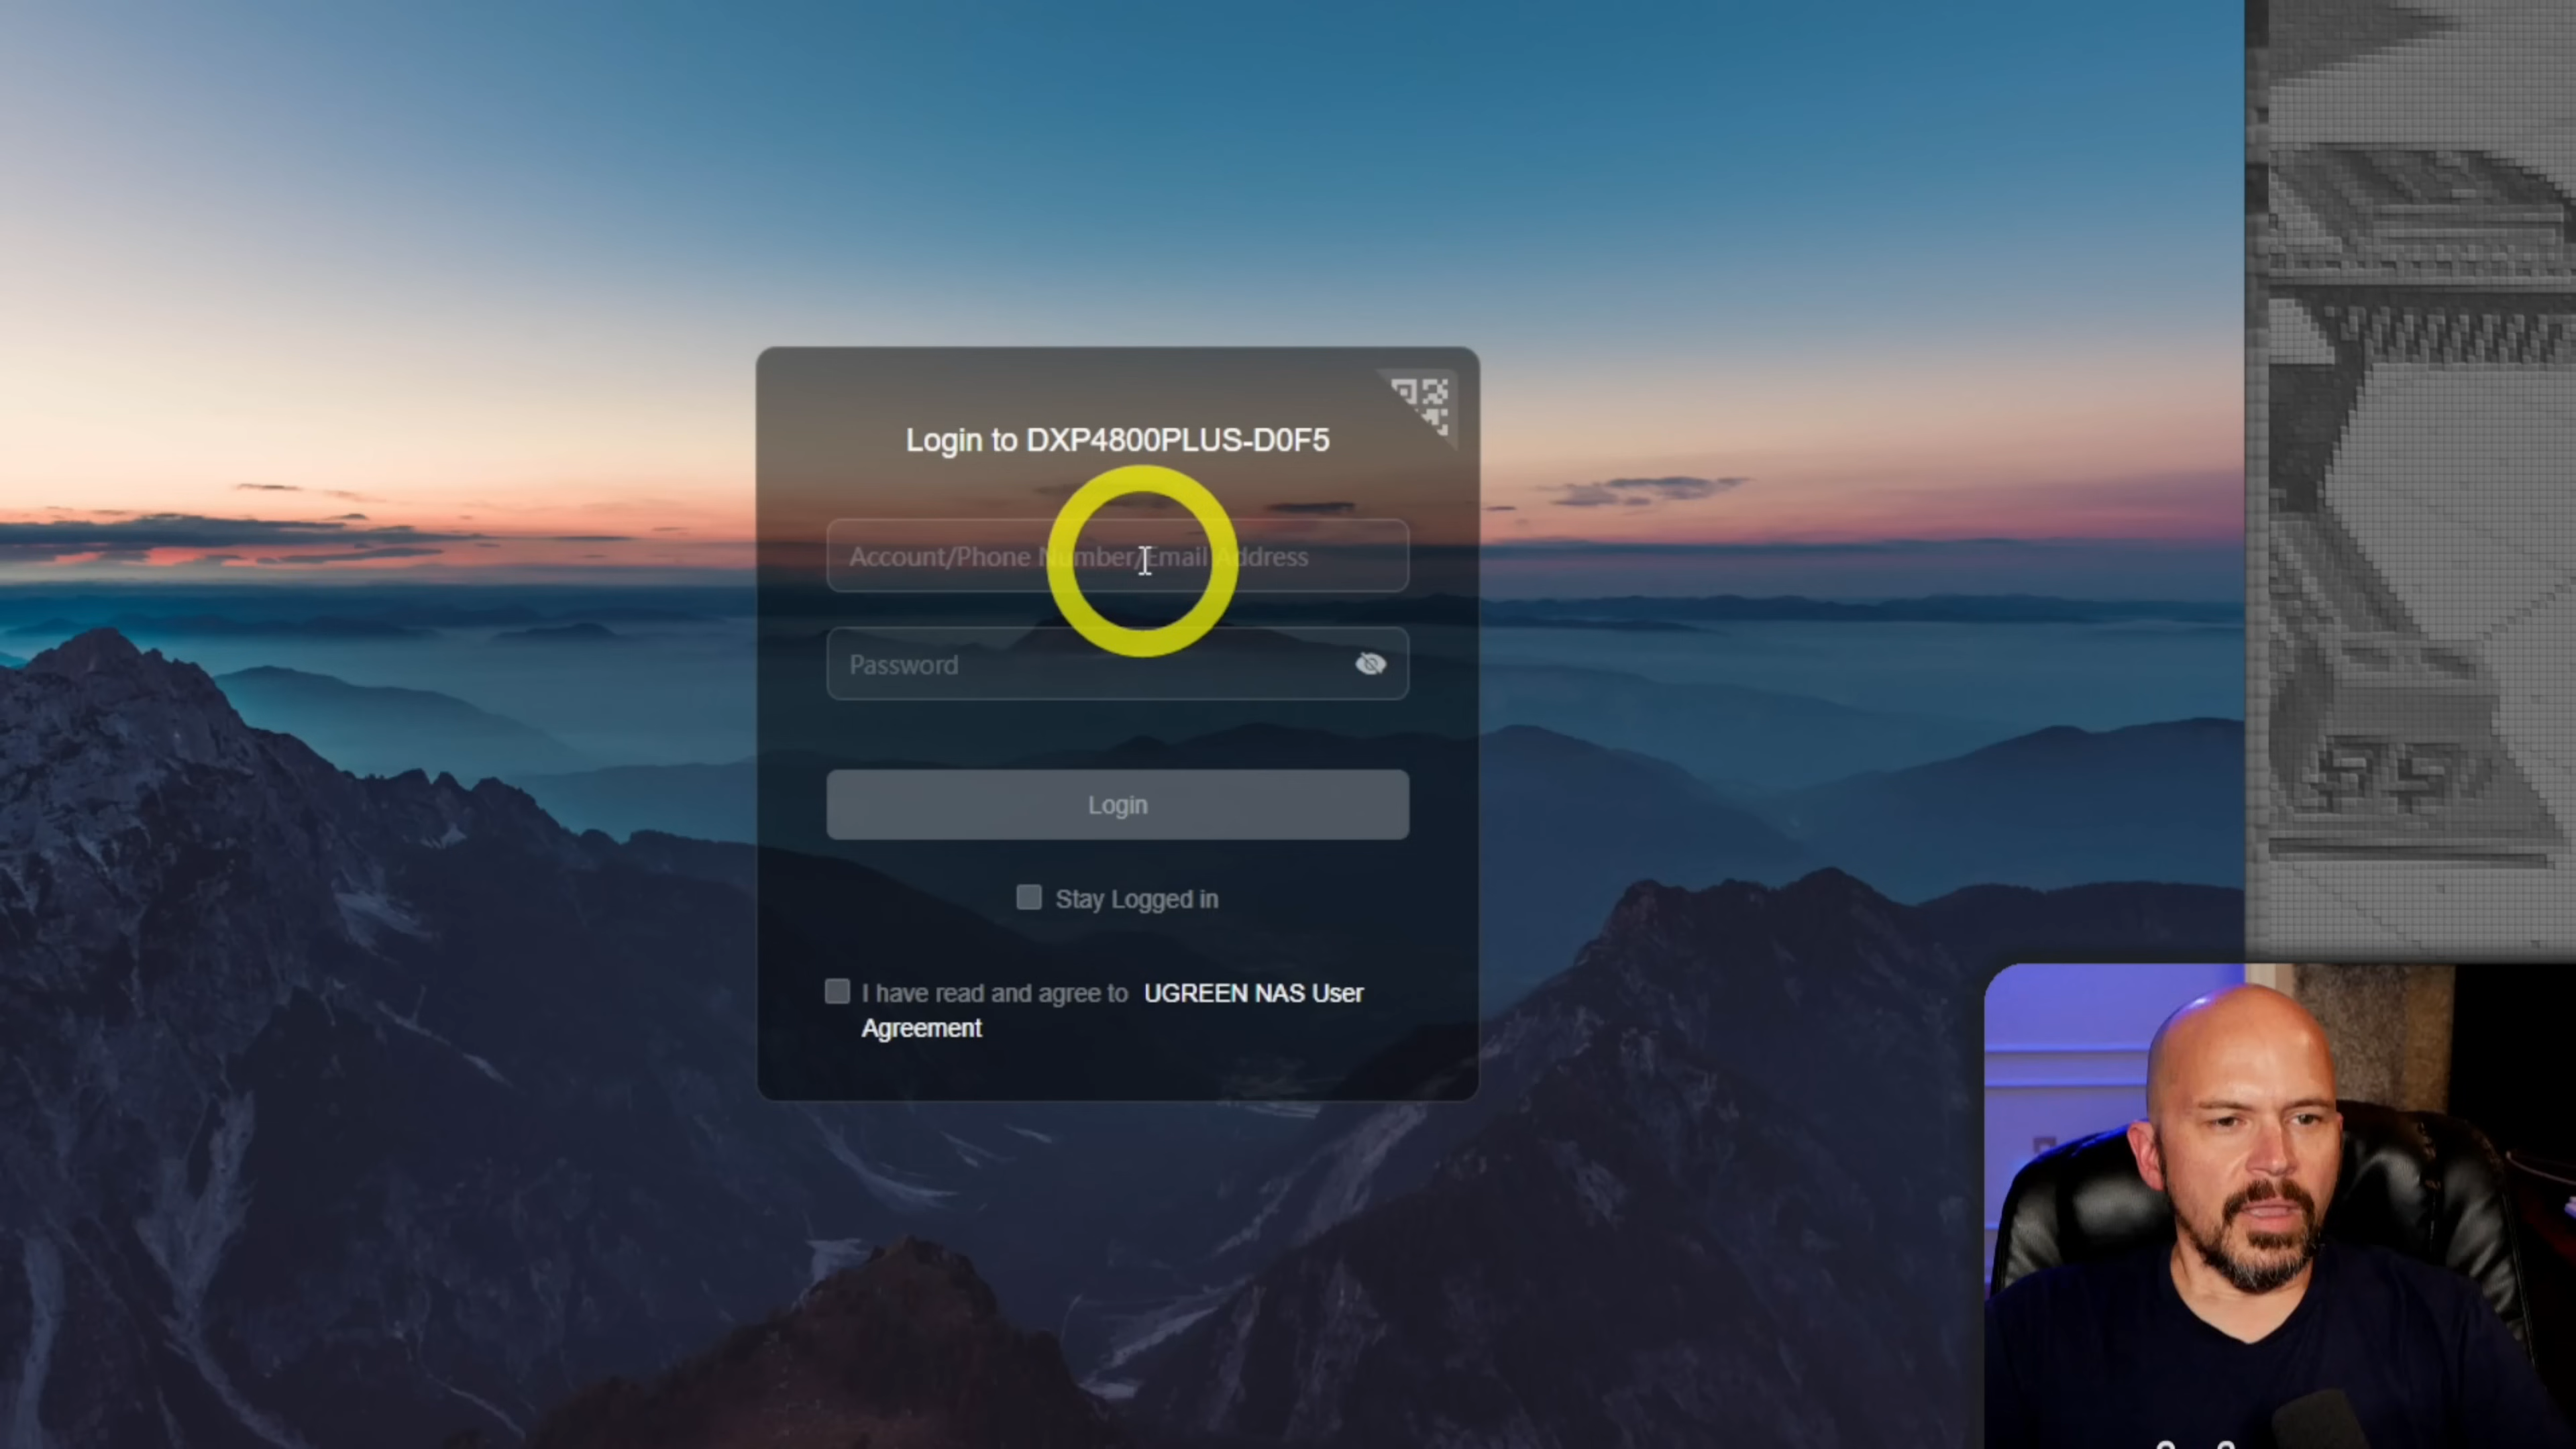 Login to DXP4800PLUS-D0F5
Account/Phone Number/Email Address
Password
Login
Stay Logged in
I have read and agree to UGREEN NAS User
Agreement